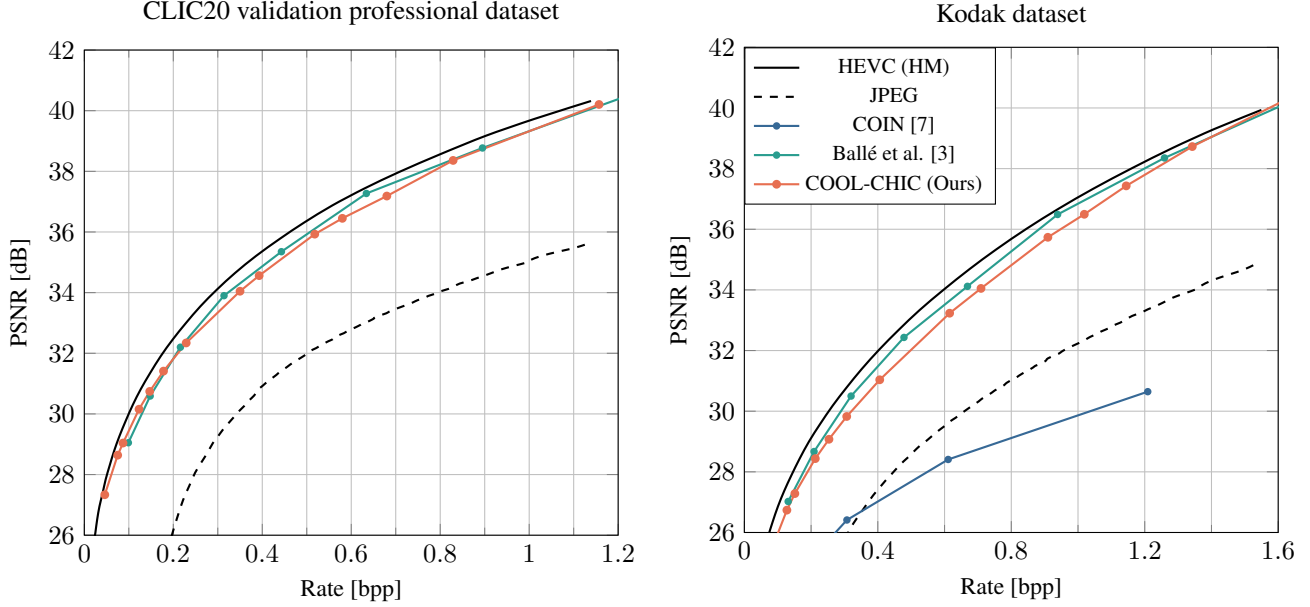 CLIC20 validation professional dataset
42
40
38
36
34
32
30
28
26
PSNR [dB]
0
0.2
0.4
0.6
0.8
1
1.2
Rate [bpp]
Kodak dataset
HEVC (HM)
JPEG
COIN [7]
Ballé et al. [3]
COOL-CHIC (Ours)
42
40
38
36
34
32
30
28
26
PSNR [dB]
0
0.4
0.8
1.2
1.6
Rate [bpp]